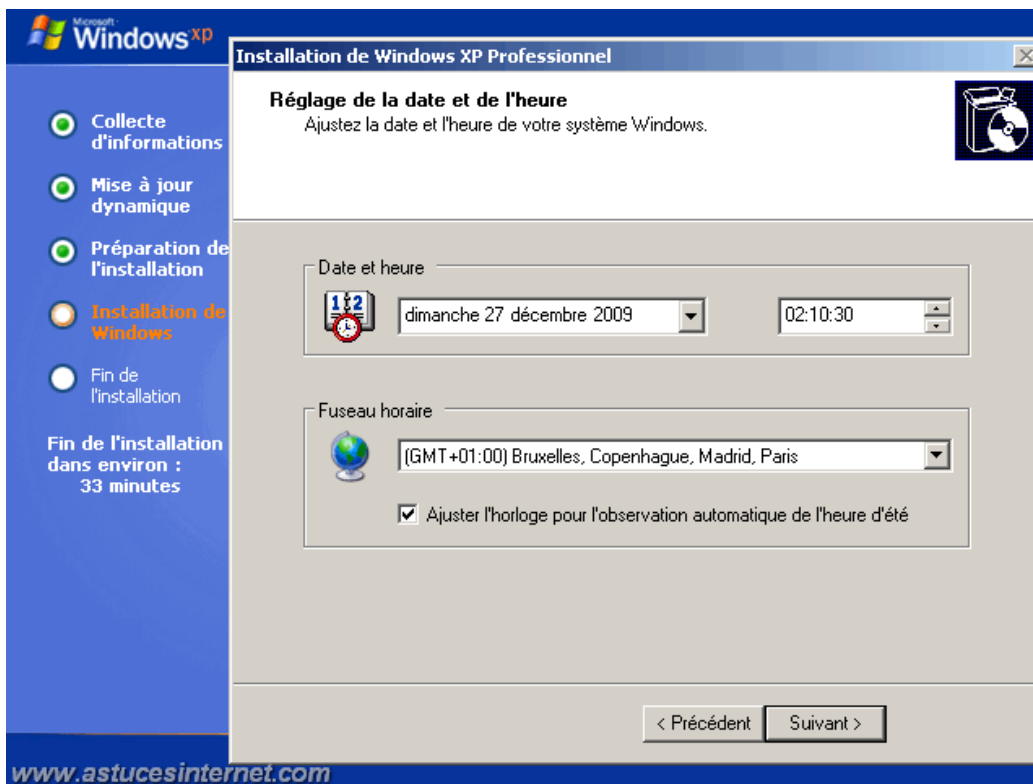 Microsoft
Windows xp
Installation de Windows XP Professionnel
Réglage de la date et de l'heure
Ajustez la date et l'heure de votre système Windows.
Collecte
d'informations
Mise à jour
dynamique
Préparation de
l'installation
Installation de
Windows
Fin de
l'installation
Fin de l'installation
dans environ :
33 minutes
Date et heure
dimanche 27 décembre 2009
02:10:30
Fuseau horaire
(GMT+01:00) Bruxelles, Copenhague, Madrid, Paris
Ajuster l'horloge pour l'observation automatique de l'heure d'été
< Précédent
Suivant >
www.astucesinternet.com